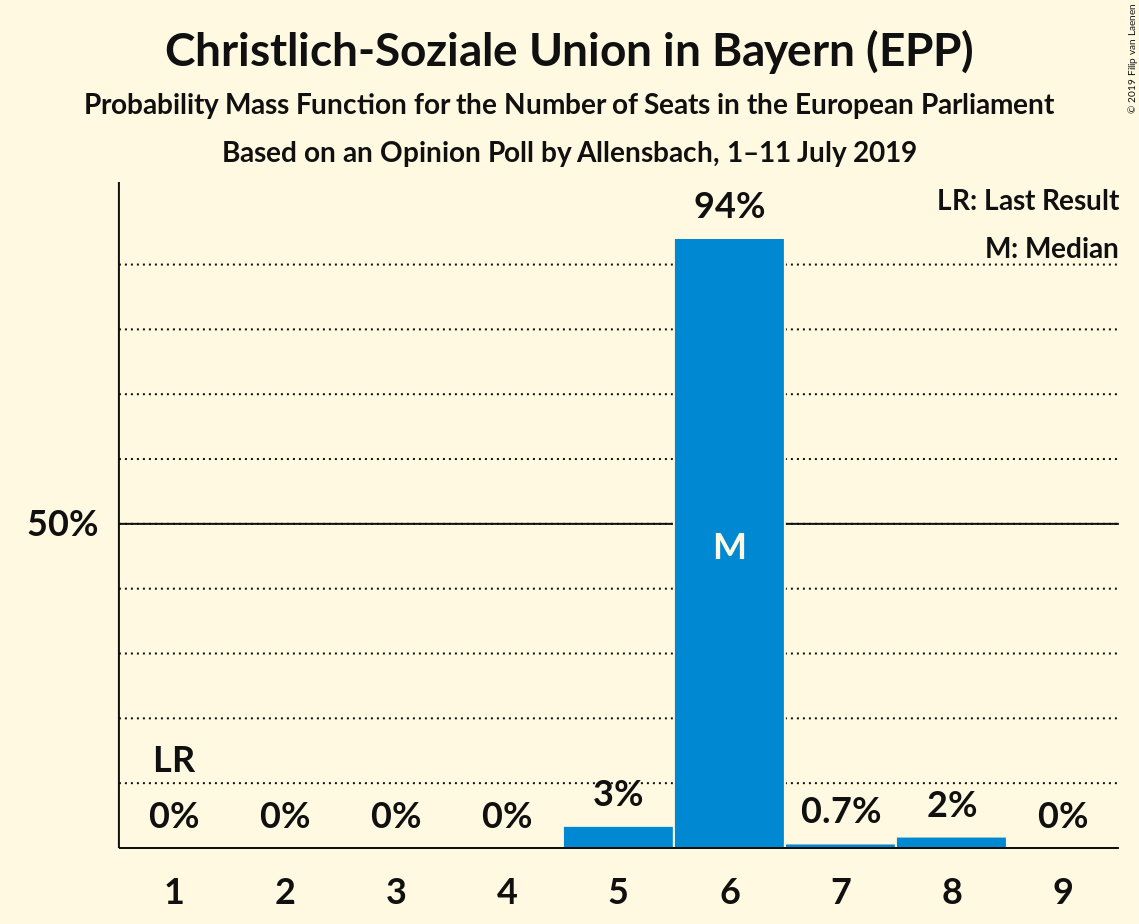 Christlich-Soziale Union in Bayern (EPP)
Probability Mass Function for the Number of Seats in the European Parliament
Based on an Opinion Poll by Allensbach, 1–11 July 2019
© 2019 Filip van Laenen
LR: Last Result
M: Median
94%
50%
M
LR
0% 0% 0% 0% 3% 0.7% 2% 0%
1 2 3 4 5 6 7 8 9